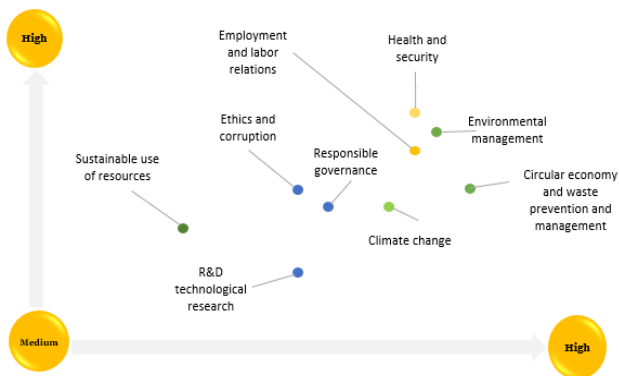 High
Employment
and labor
relations
Health and
security
Ethics and
corruption
Environmental
management
Responsible
governance
Sustainable use
of resources
Circular economy
and waste
prevention and
management
Climate change
R&D
technological
research
Medium
High